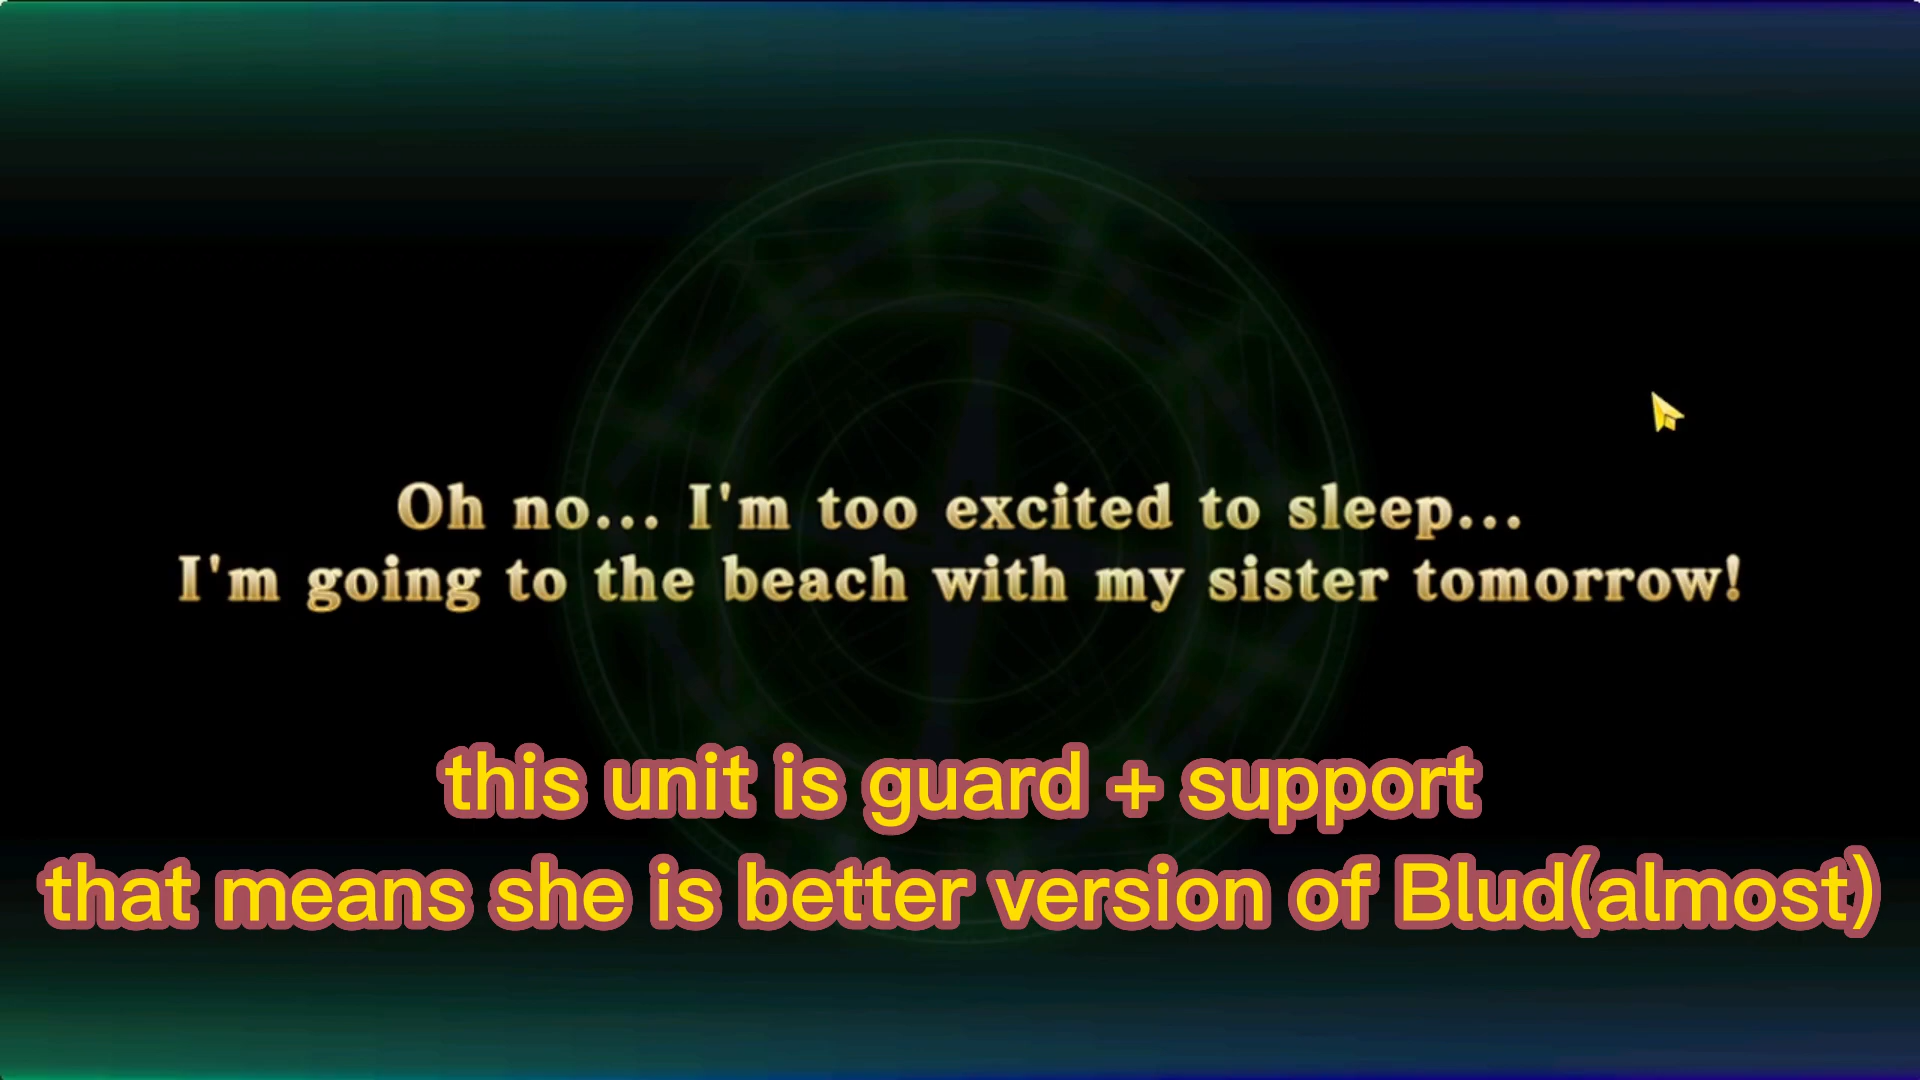 Oh no... I'm too excited to sleep...
I'm going to the beach with my sister tomorrow!
this unit is guard + support
that means she is better version of Blud(almost)